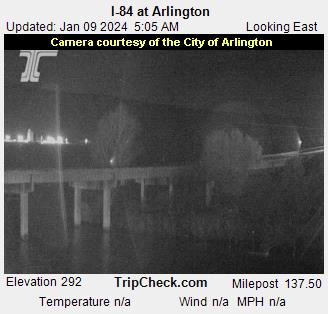 I-84 at Arlington
Updated: Jan 09 2024 5:05 AM Looking East
Camera courtesy of the City of Arlington
Elevation 292 TripCheck.com Milepost 137.50
Temperature n/a Wind n/a MPH n/a